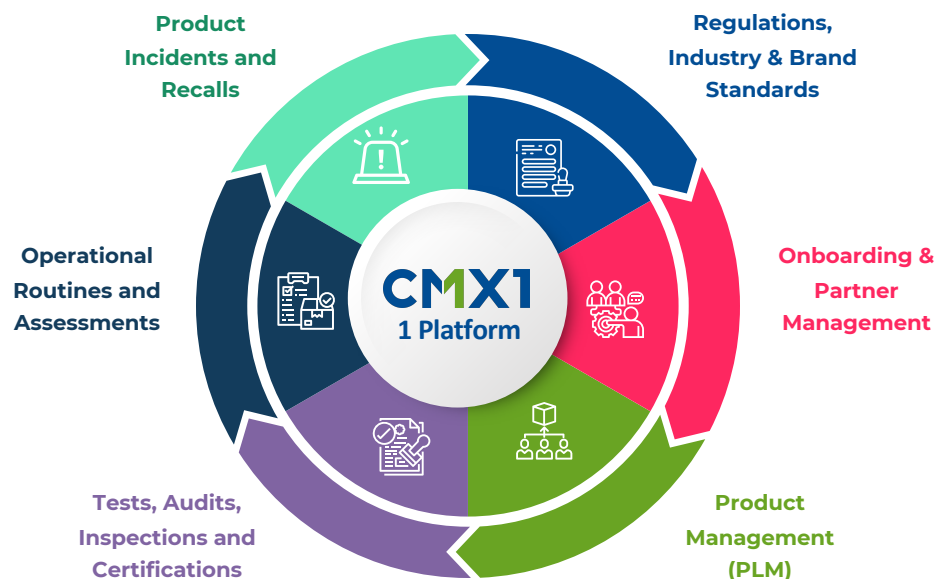 Product
Incidents and
Recalls
Regulations,
Industry & Brand
Standards
Operational
Routines and
Assessments
CMX1
1 Platform
Onboarding &
Partner
Management
Tests, Audits,
Inspections and
Certifications
Product
Management
(PLM)